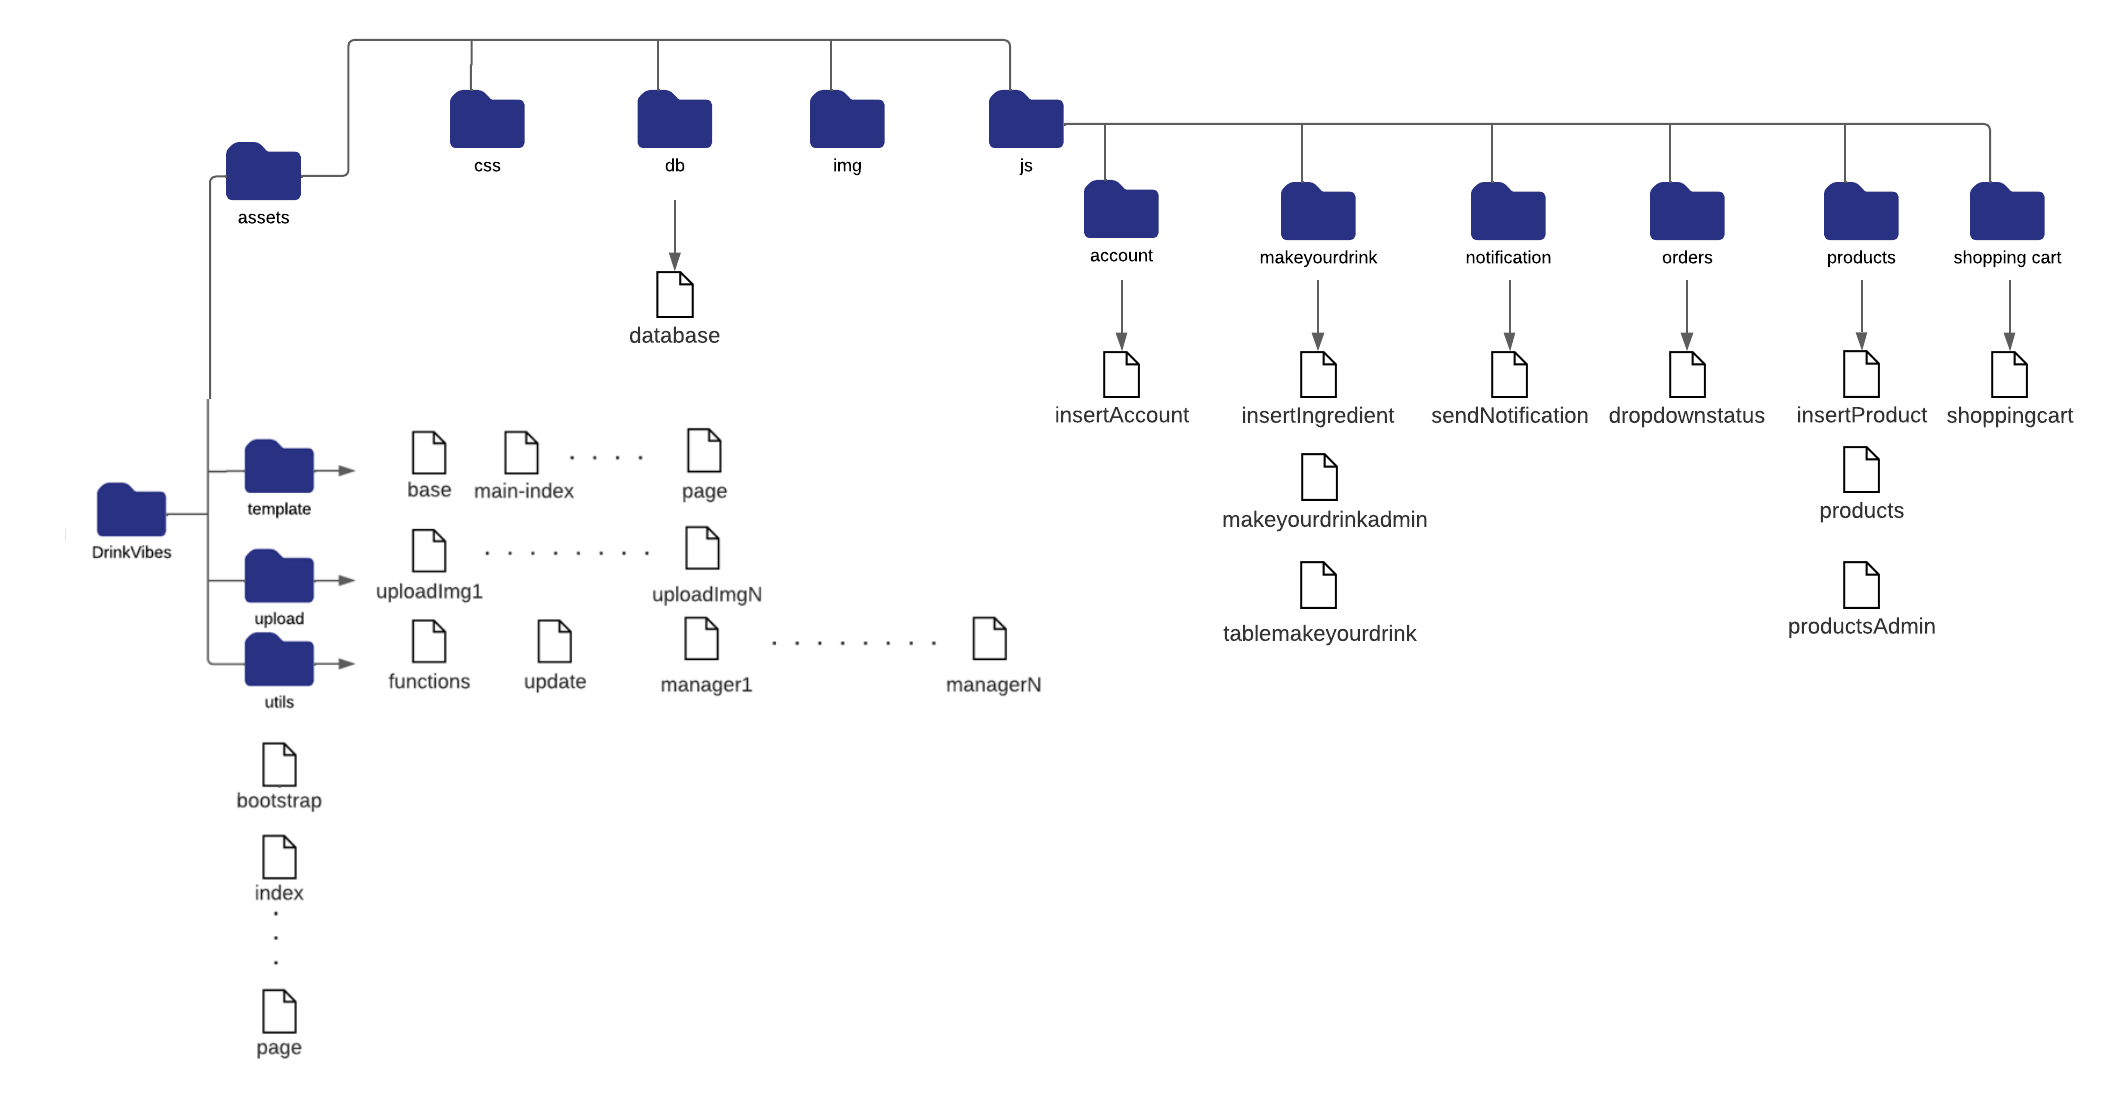 css
db
img
js
assets
account
makeyourdrink
notification
orders
products
shopping cart
database
insertAccount
insertIngredient
sendNotification
dropdownstatus
insertProduct
shoppingcart
base
main-index
page
template
makeyourdrinkadmin
products
DrinkVibes
uploadImg1
uploadImgN
upload
tablemakeyourdrink
productsAdmin
functions
update
manager1
managerN
utils
bootstrap
index
page